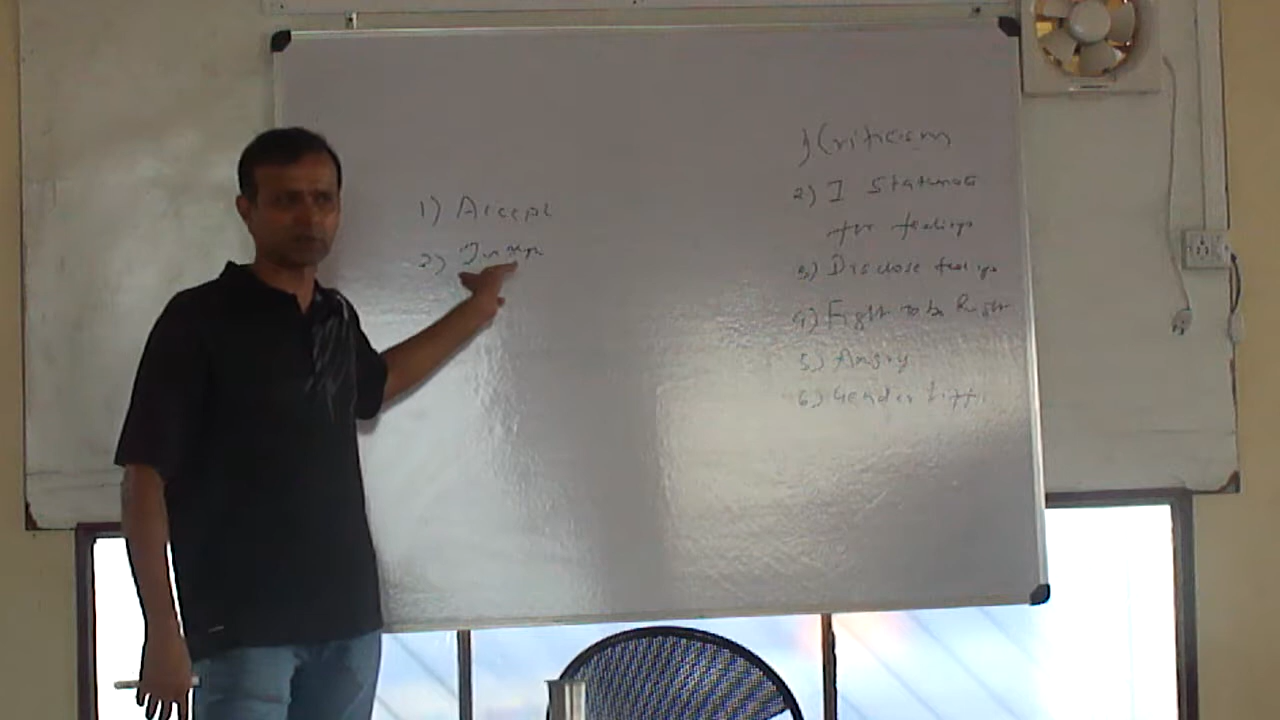 1) Accept
2)
1) Criticism
2) I Statements
for feelings
3) Disclose feelings
4) Fight to be Right
5) Angry
6) Gender Diff.